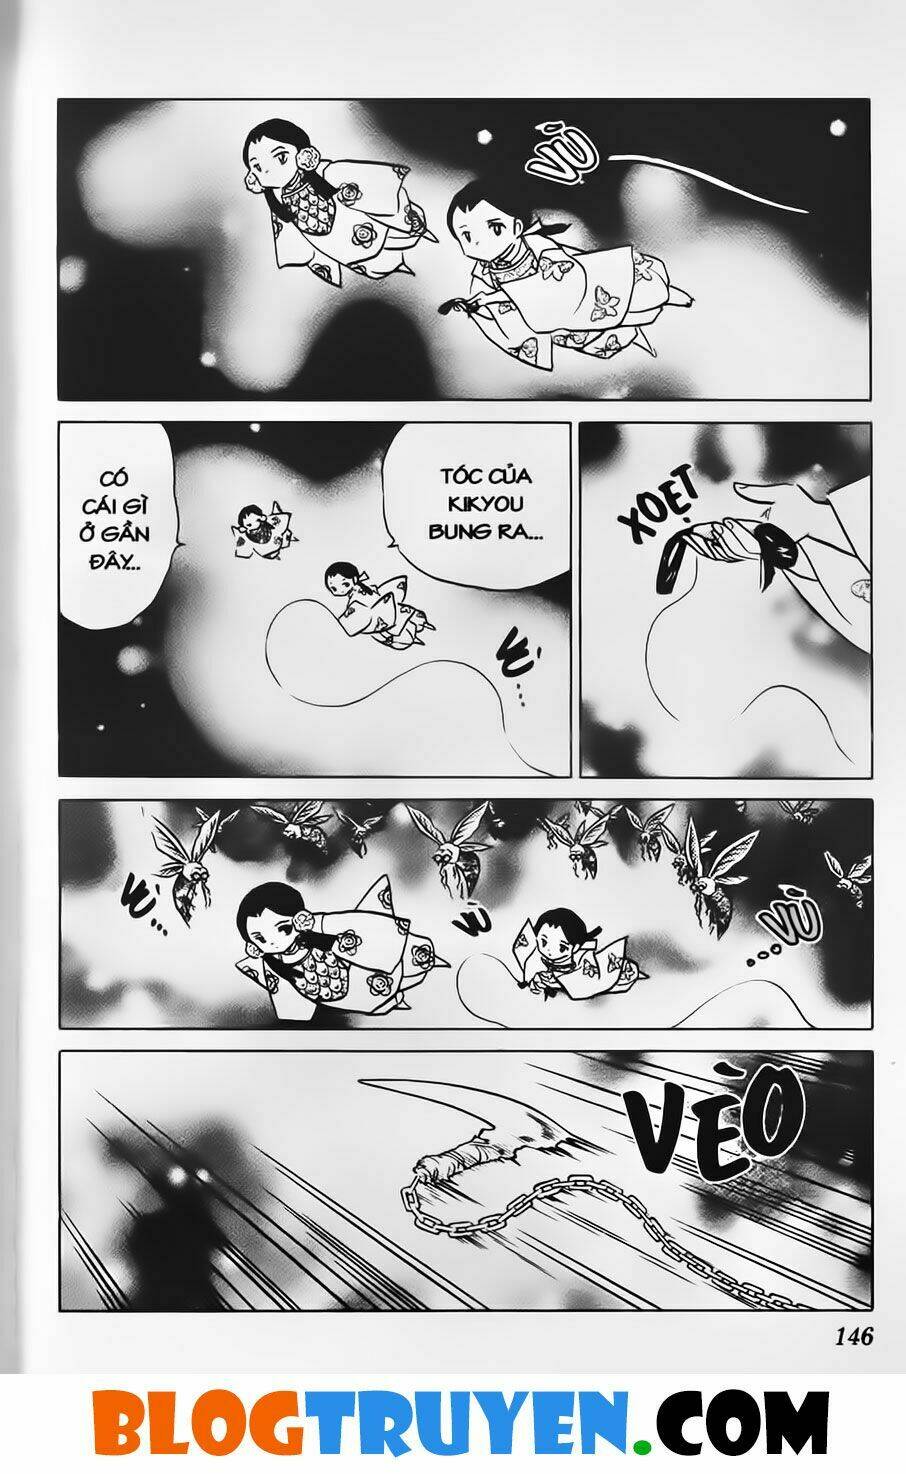 VÙ
XOẸT
TÓC CỦA
KIKYOU
BUNG RA...
CÓ
CÁI GÌ
Ở GẦN
ĐÂY...
VÙ...
VÙ
...VÙ
VÈO
146
BLOGTRUYEN.COM